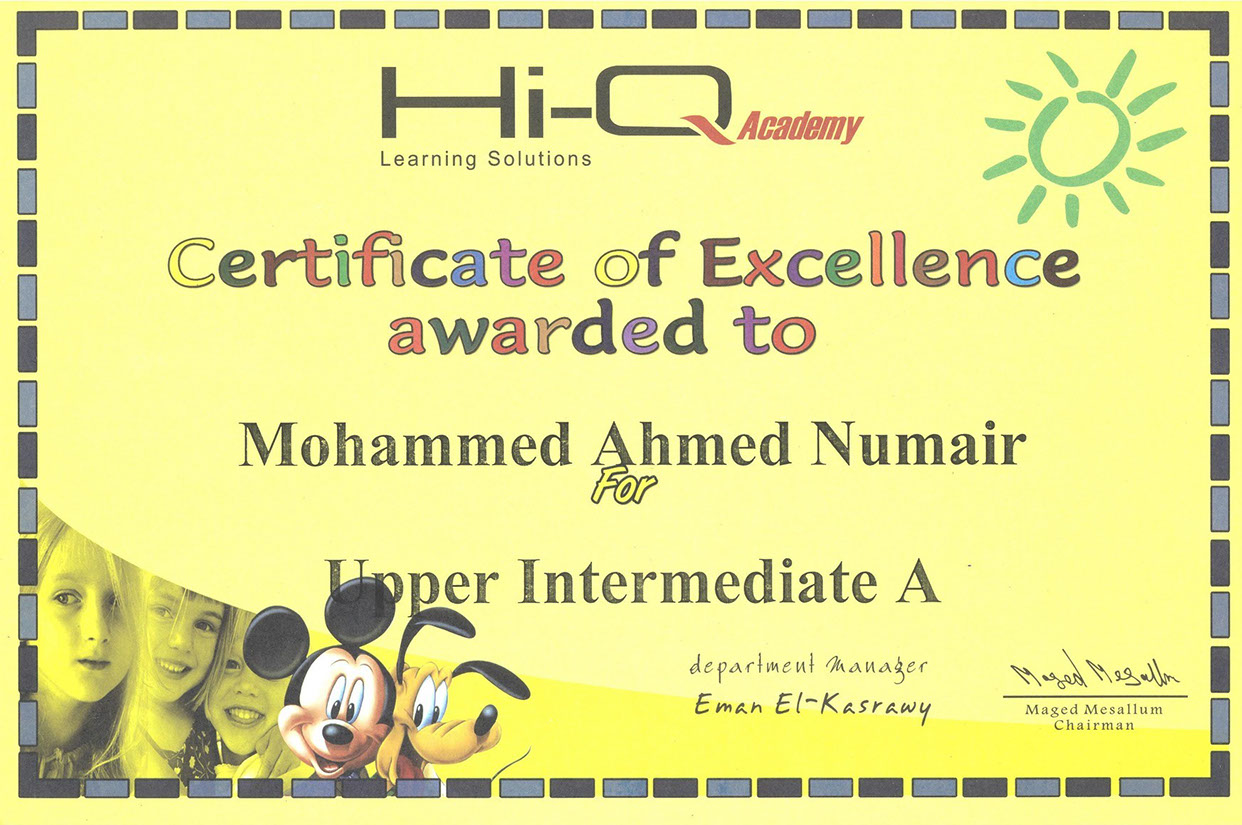 Hi-Q Academy
Learning Solutions
Certificate of Excellence
awarded to
Mohammed Ahmed Numair
For
Upper Intermediate A
department manager
Eman El-Kasrawy
Maged Mesallum
Maged Mesallum
Chairman